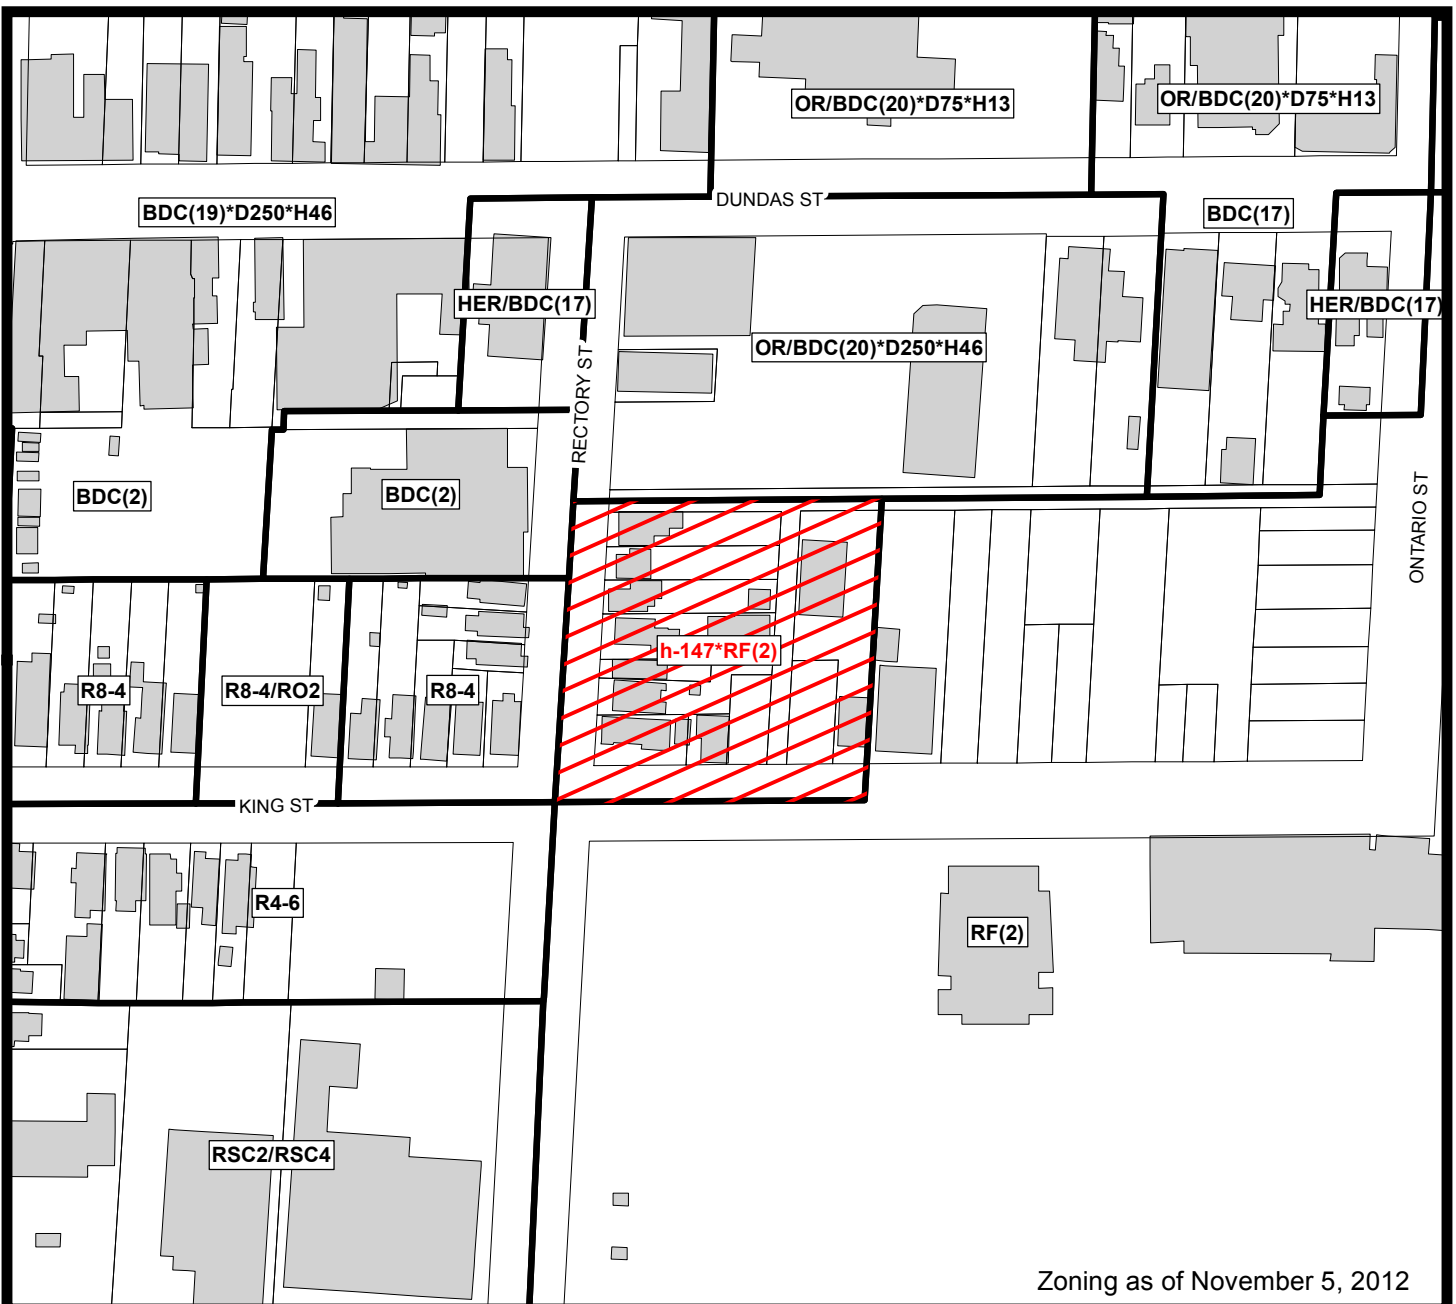 OR/BDC(20)*D75*H13
OR/BDC(20)*D75*H13
BDC(19)*D250*H46
DUNDAS ST
BDC(17)
HER/BDC(17)
HER/BDC(17)
OR/BDC(20)*D250*H46
RECTORY ST
BDC(2)
BDC(2)
ONTARIO ST
h-147*RF(2)
R8-4
R8-4/RO2
R8-4
KING ST
R4-6
RF(2)
RSC2/RSC4
Zoning as of November 5, 2012